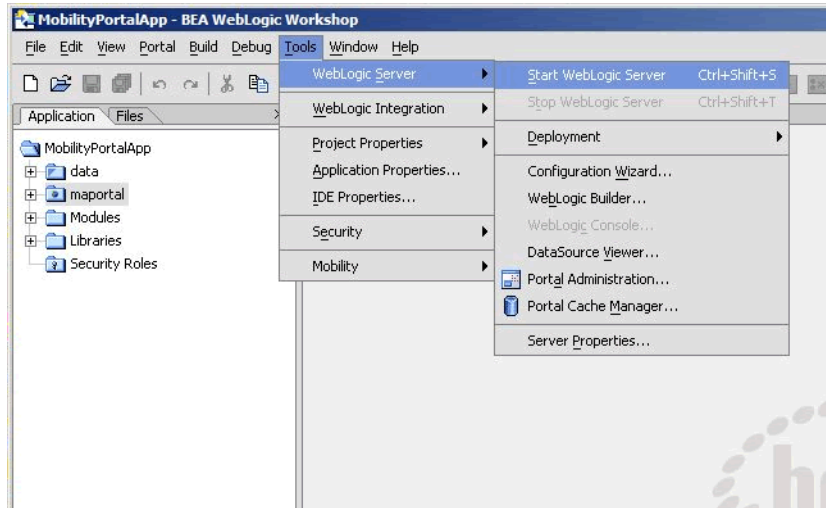 MobilityPortalApp - BEA WebLogic Workshop
File Edit View Portal Build Debug Tools Window Help
Application Files
MobilityPortalApp
data
maportal
Modules
Libraries
Security Roles
WebLogic Server
WebLogic Integration
Project Properties
Application Properties...
IDE Properties...
Security
Mobility
Start WebLogic Server Ctrl+Shift+S
Stop WebLogic Server Ctrl+Shift+T
Deployment
Configuration Wizard...
WebLogic Builder...
WebLogic Console...
DataSource Viewer...
Portal Administration...
Portal Cache Manager...
Server Properties...